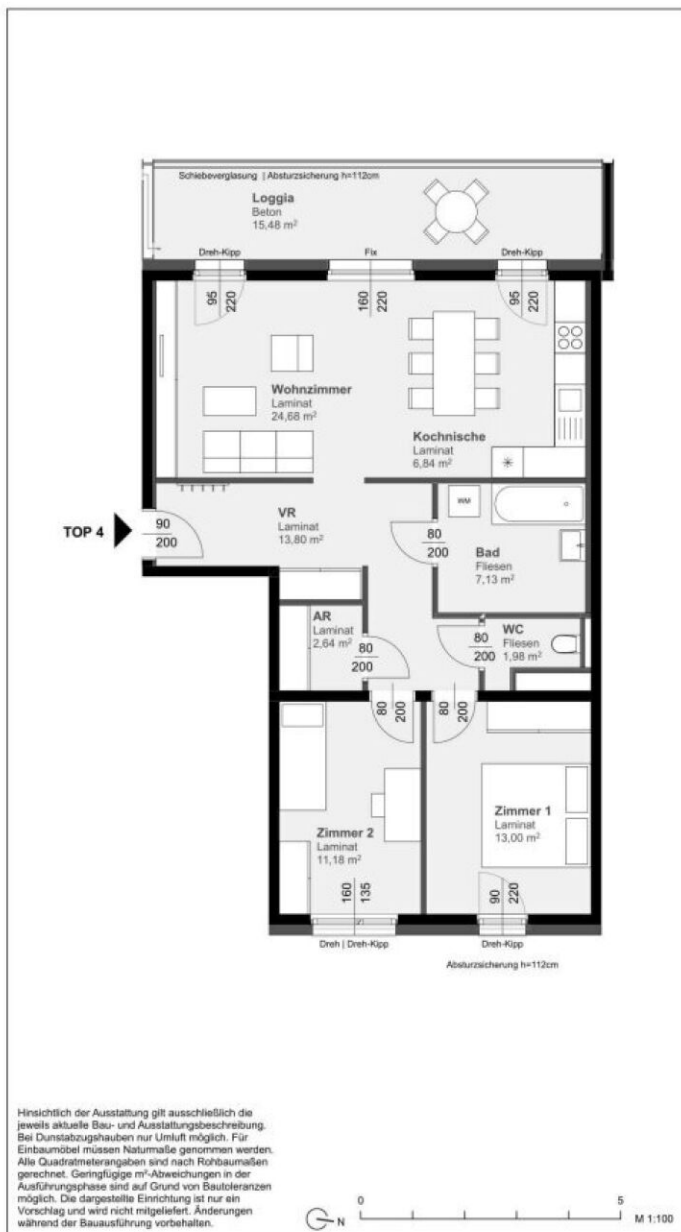 Schiebeverglasung | Absturzsicherung h=112cm
Loggia
Beton
15,48 m²
Dreh-Kipp
Fix
Dreh-Kipp
95
220
160
220
95
220
Wohnzimmer
Laminat
24,68 m²
Kochnische
Laminat
6,84 m²
TOP 4
90
200
VR
Laminat
13,80 m²
80
200
WM
Bad
Fliesen
7,13 m²
AR
Laminat
2,64 m²
80
200
80
200
WC
Fliesen
1,98 m²
80
200
80
200
Zimmer 2
Laminat
11,18 m²
Zimmer 1
Laminat
13,00 m²
160
135
90
220
Dreh | Dreh-Kipp
Dreh-Kipp
Absturzsicherung h=112cm
Hinsichtlich der Ausstattung gilt ausschließlich die
jeweils aktuelle Bau- und Ausstattungsbeschreibung.
Bei Dunstabzugshauben nur Umluft möglich. Für
Einbaumöbel müssen Naturmaße genommen werden.
Alle Quadratmeterangaben sind nach Rohbaumaßen
gerechnet. Geringfügige m²-Abweichungen in der
Ausführungsphase sind auf Grund von Bautoleranzen
möglich. Die dargestellte Einrichtung ist nur ein
Vorschlag und wird nicht mitgeliefert. Änderungen
während der Bauausführung vorbehalten.
N
0
5
M 1:100